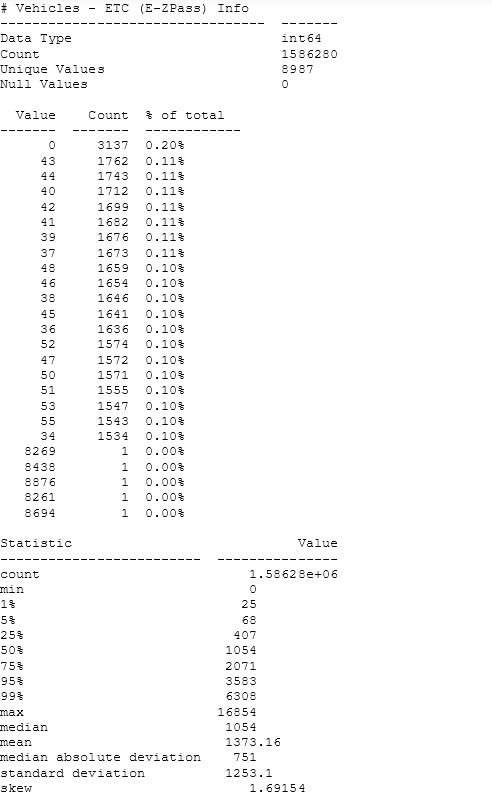 # Vehicles - ETC (E-ZPass) Info
------------------------------- -------
Data Type int64
Count 1586280
Unique Values 8987
Null Values 0
Value Count % of total
------- ------- ------------
0 3137 0.20%
43 1762 0.11%
44 1743 0.11%
40 1712 0.11%
42 1699 0.11%
41 1682 0.11%
39 1676 0.11%
37 1673 0.11%
48 1659 0.10%
46 1654 0.10%
38 1646 0.10%
45 1641 0.10%
36 1636 0.10%
52 1574 0.10%
47 1572 0.10%
50 1571 0.10%
51 1555 0.10%
53 1547 0.10%
55 1543 0.10%
34 1534 0.10%
8269 1 0.00%
8438 1 0.00%
8876 1 0.00%
8261 1 0.00%
8694 1 0.00%
Statistic Value
------------------------- ---------------
count 1.58628e+06
min 0
1% 25
5% 68
25% 407
50% 1054
75% 2071
95% 3583
99% 6308
max 16854
median 1054
mean 1373.16
median absolute deviation 751
standard deviation 1253.1
skew 1.69154